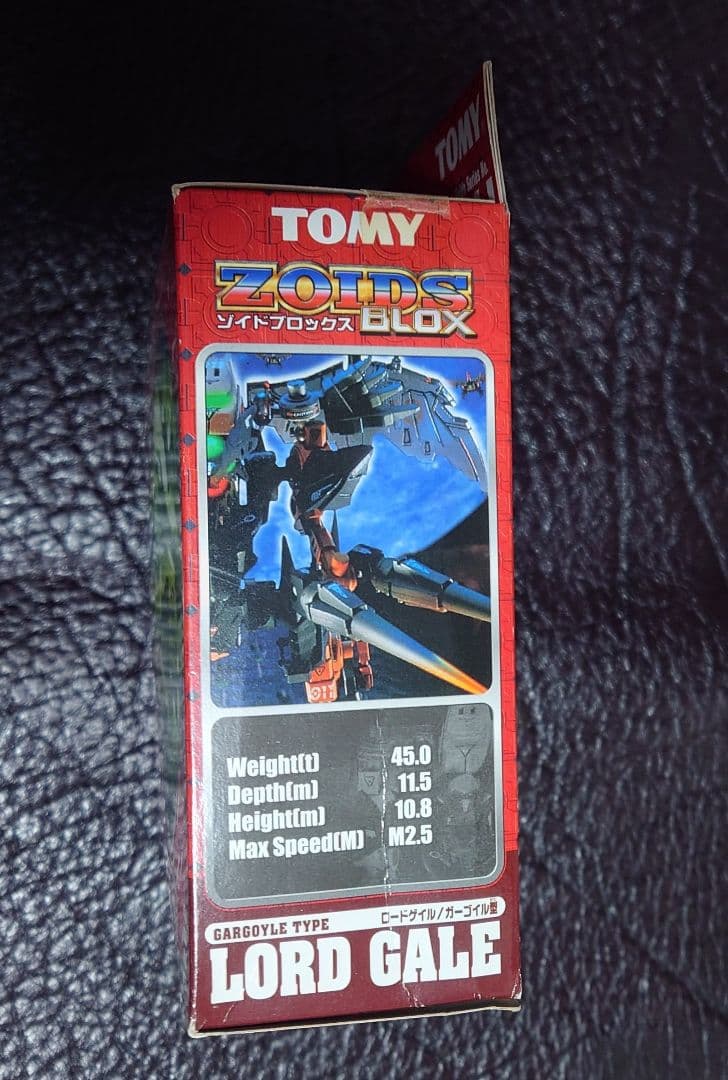 TOMY
TOMY
ZOIDS
ゾイドブロックス BLOX
Weight(t) 45.0
Depth(m) 11.5
Height(m) 10.8
Max Speed(M) M2.5
GARGOYLE TYPE ロードゲイル/ガーゴイル型
LORD GALE